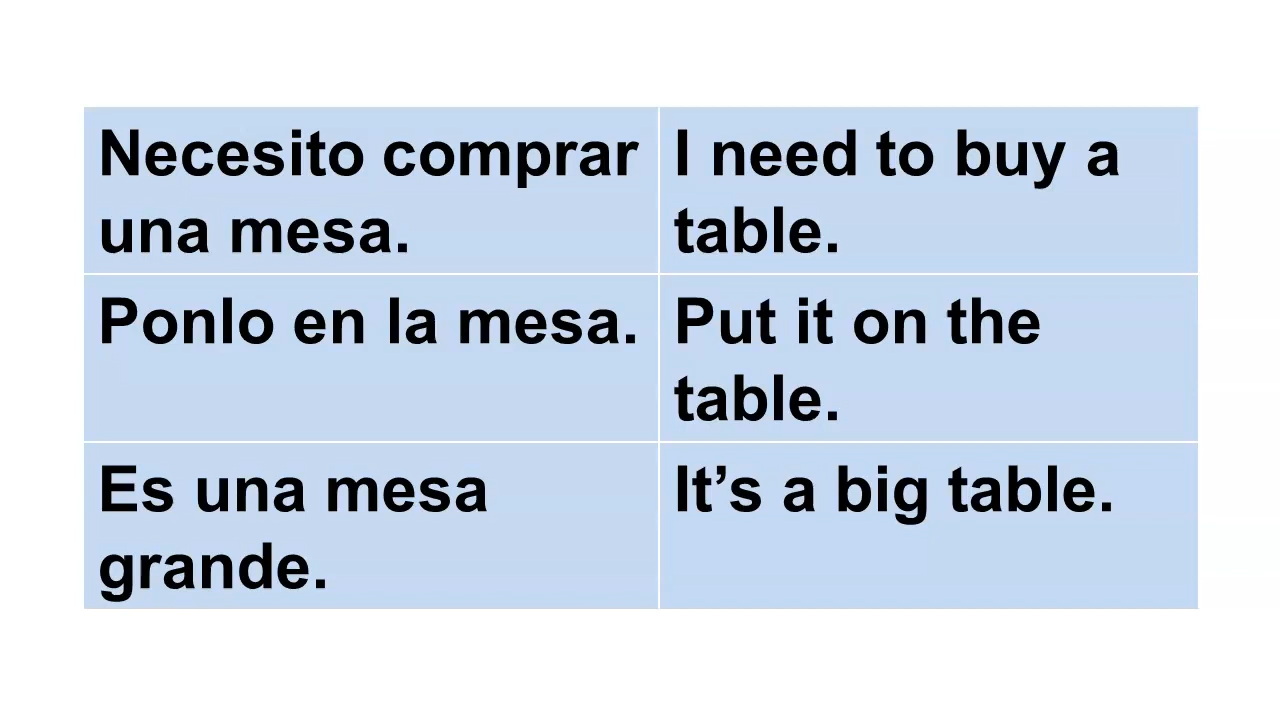 Necesito comprar
una mesa.
I need to buy a
table.
Ponlo en la mesa.
Put it on the
table.
Es una mesa
grande.
It’s a big table.